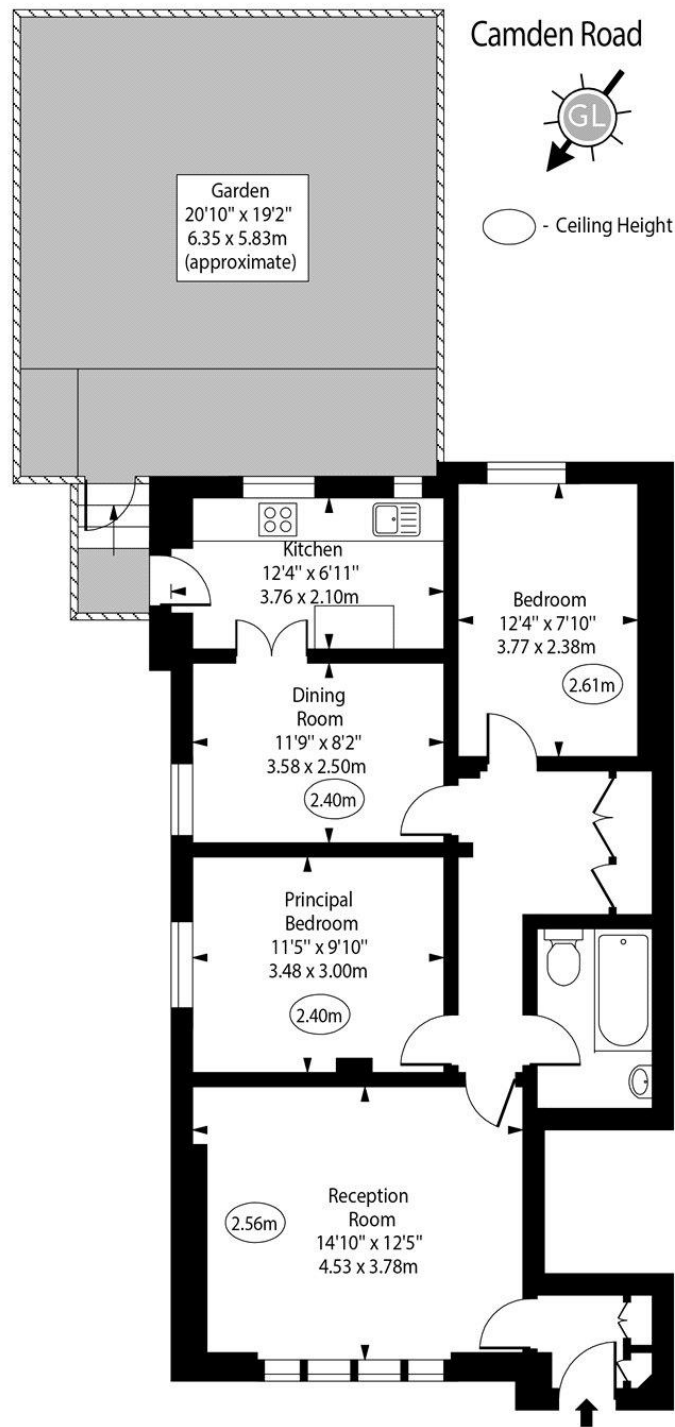 Camden Road
GL
- Ceiling Height
Garden
20'10" x 19'2"
6.35 x 5.83m
(approximate)
Kitchen
12'4" x 6'11"
3.76 x 2.10m
Bedroom
12'4" x 7'10"
3.77 x 2.38m
2.61m
Dining
Room
11'9" x 8'2"
3.58 x 2.50m
2.40m
Principal
Bedroom
11'5" x 9'10"
3.48 x 3.00m
2.40m
Reception
Room
14'10" x 12'5"
4.53 x 3.78m
2.56m